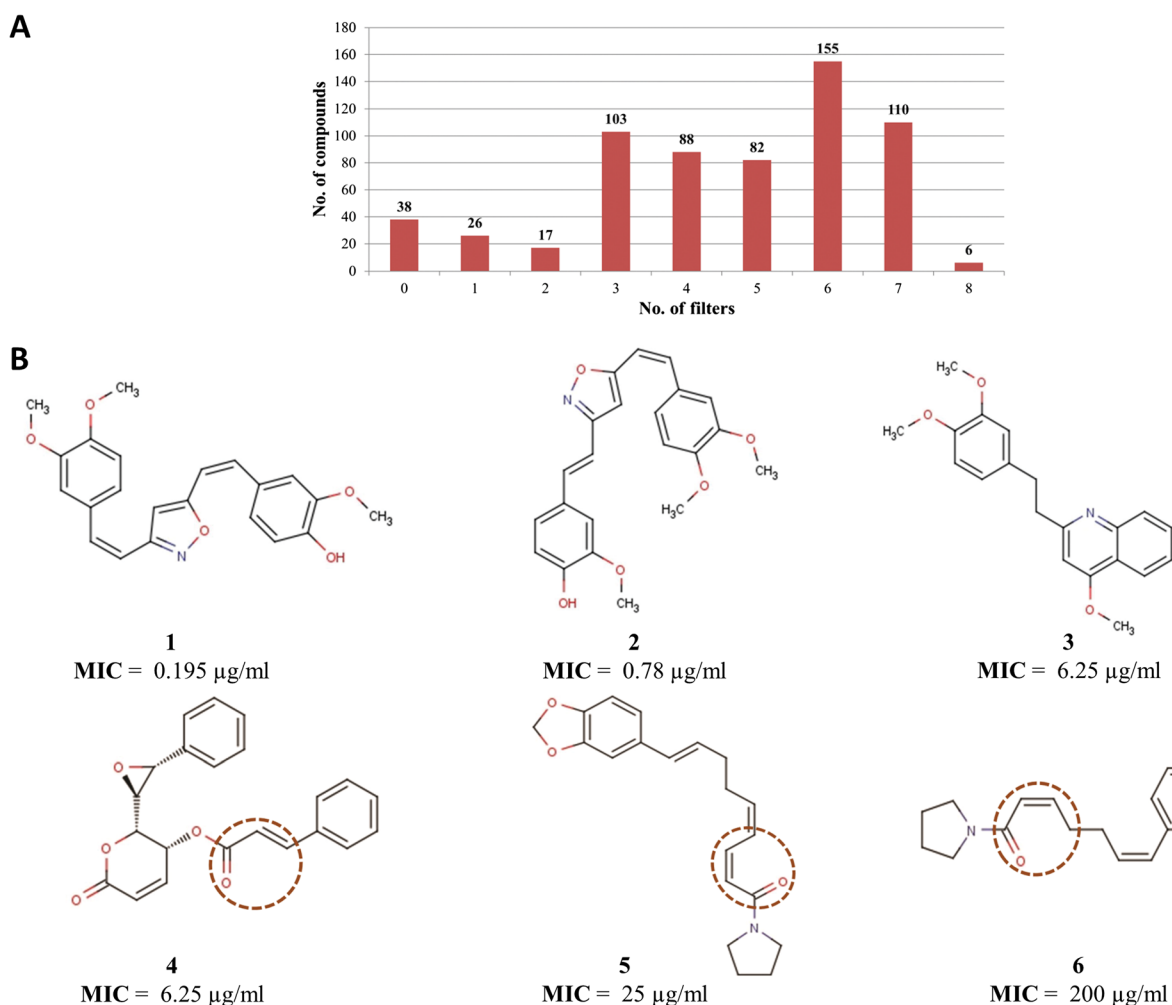 A
No. of compounds
180
160
140
120
100
80
60
40
20
0
38
26
17
103
88
82
155
110
6
0 1 2 3 4 5 6 7 8
No. of filters
B
CH₃
O
CH₃
O
N
O
O
CH₃
OH
1
MIC = 0.195 µg/ml
O
N
O
CH₃
O
H₃C
O
OH
CH₃
2
MIC = 0.78 µg/ml
H₃C
O
H₃C
O
N
O
CH₃
3
MIC = 6.25 µg/ml
O
O
O
O
O
4
MIC = 6.25 µg/ml
O
O
O
N
5
MIC = 25 µg/ml
N
O
6
MIC = 200 µg/ml